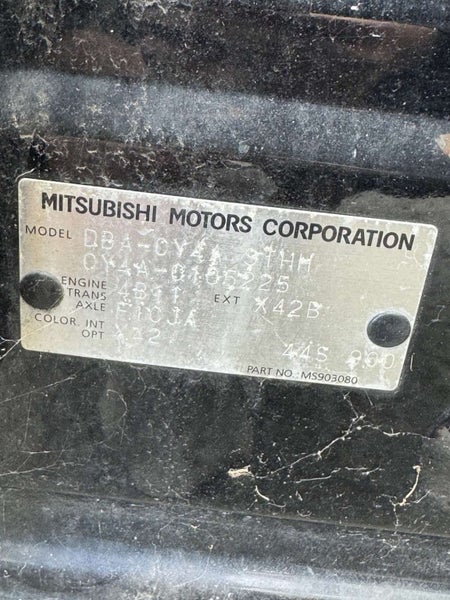 MITSUBISHI MOTORS CORPORATION
MODEL DBA-CY4A
CY4A-0105225
ENGINE 4B11
TRANS AXLE F1CJA EXT X42B
COLOR. INT OPT 44S
PART NO. MS903080